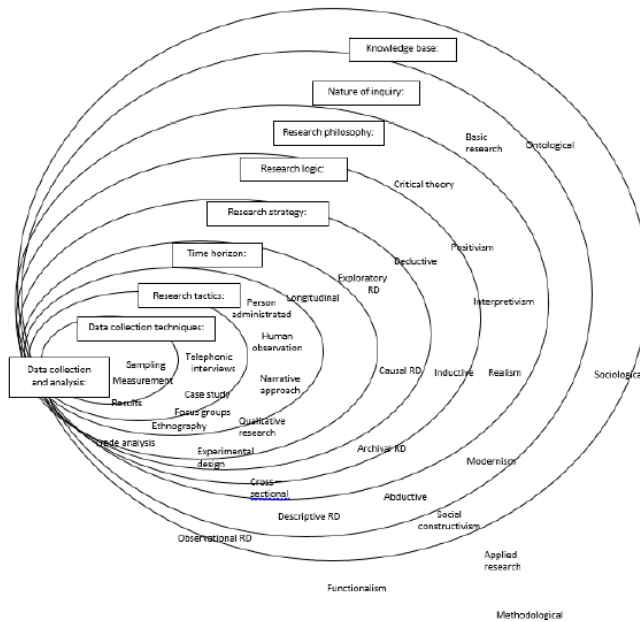 Knowledge base:
Nature of inquiry:
Research philosophy:
Basic
research
Ontological
Research logic:
Critical theory
Research strategy:
Positivism
Time horizon:
Deductive
Exploratory
RD
Research tactics:
Person
administrated
Longitudinal
Interpretivism
Data collection techniques:
Human
observation
Data collection
and analysis:
Sampling
Telephonic
interviews
Measurement
Narrative
approach
Causal RD
Inductive
Realism
Sociological
Results
Case study
Focus groups
Ethnography
Qualitative
research
analysis
Experimental
design
Archival RD
Modernism
Cross-
sectional
Abductive
Descriptive RD
Social
constructivism
Observational RD
Applied
research
Functionalism
Methodological